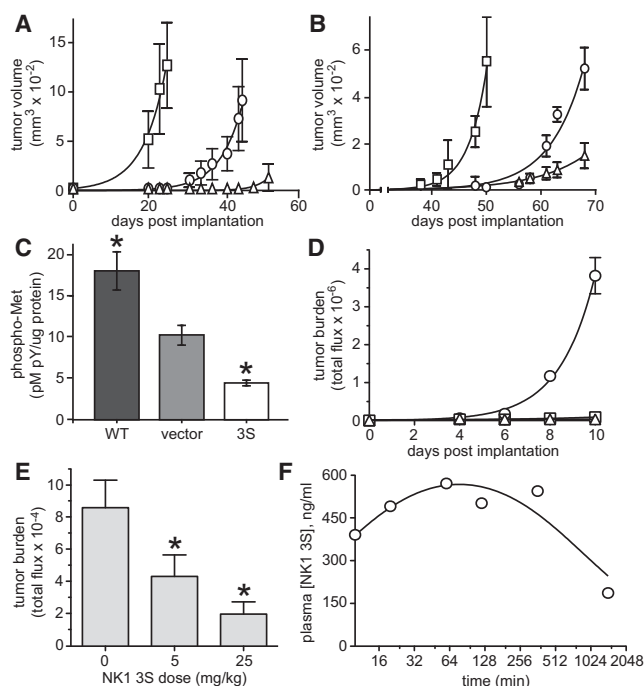 A
tumor volume
(mm³ x 10⁻²)
15
10
5
0
0
20
40
60
days post implantation
B
tumor volume
(mm³ x 10⁻²)
6
4
2
0
0
40
50
60
70
days post implantation
C
phospho-Met
(pM pY/ug protein)
20
15
10
5
0
*
*
WT
vector
3S
D
tumor burden
(total flux x 10⁻⁶)
4
3
2
1
0
0
2
4
6
8
10
days post implantation
E
tumor burden
(total flux x 10⁻⁴)
10
8
6
4
2
0
*
*
0
5
25
NK1 3S dose (mg/kg)
F
plasma [NK1 3S], ng/ml
600
450
300
150
0
16
32
64
128
256
512
1024
2048
time (min)